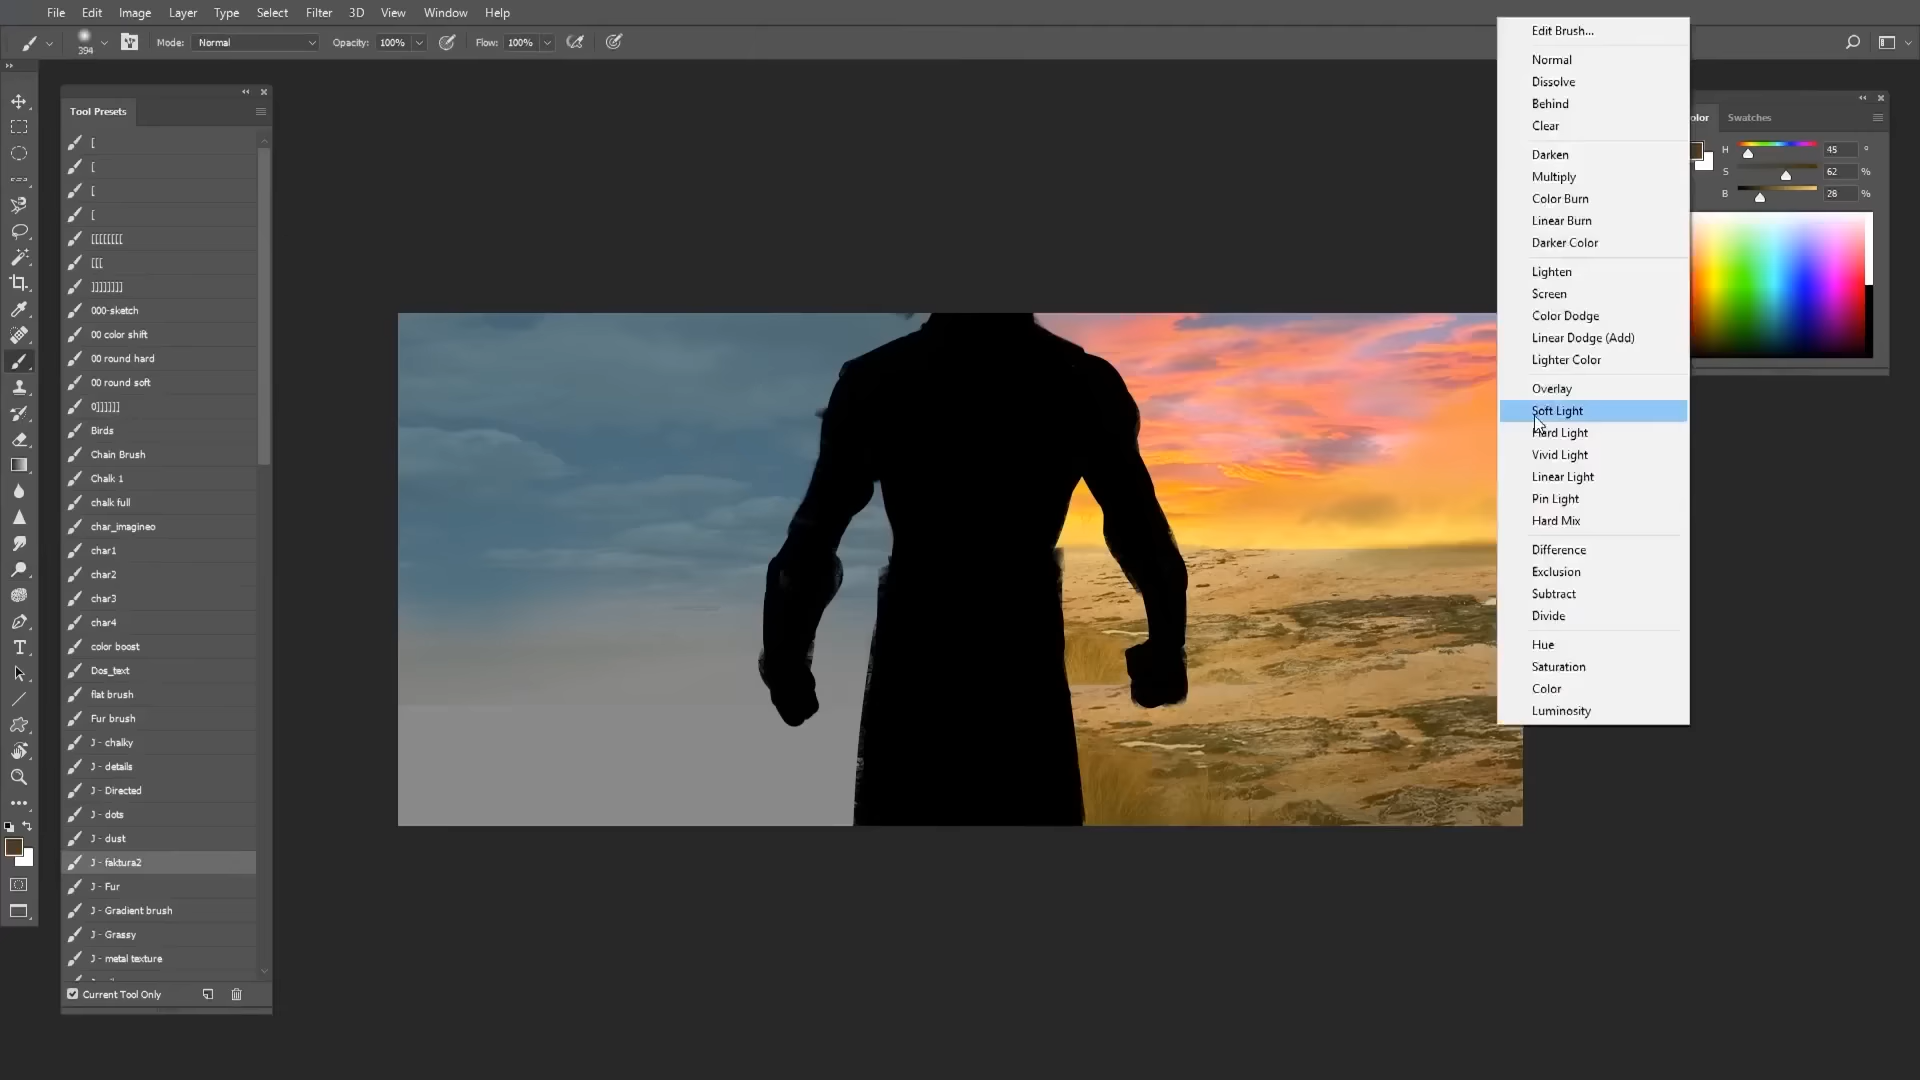 File Edit Image Layer Type Select Filter 3D View Window Help
394 Mode: Normal Opacity: 100% Flow: 100%
Tool Presets
[
[
[
[
[[[[[[[[
[[[
]]]]]]]]
000-sketch
00 color shift
00 round hard
00 round soft
0]]]]]]
Birds
Chain Brush
Chalk 1
chalk full
char_imagineo
char1
char2
char3
char4
color boost
Dos_text
flat brush
Fur brush
J - chalky
J - details
J - Directed
J - dots
J - dust
J - faktura2
J - Fur
J - Gradient brush
J - Grassy
J - metal texture
Current Tool Only
Edit Brush...
Normal
Dissolve
Behind
Clear
Darken
Multiply
Color Burn
Linear Burn
Darker Color
Lighten
Screen
Color Dodge
Linear Dodge (Add)
Lighter Color
Overlay
Soft Light
Hard Light
Vivid Light
Linear Light
Pin Light
Hard Mix
Difference
Exclusion
Subtract
Divide
Hue
Saturation
Color
Luminosity
olor Swatches
H 45 °
S 62 %
B 28 %